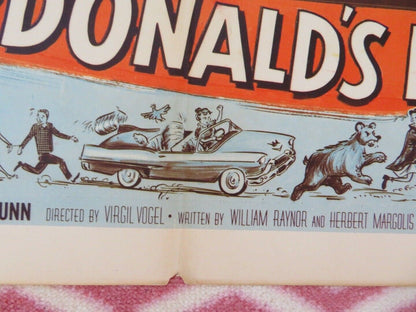 DONALD'S
UNN DIRECTED BY VIRGIL VOGEL • WRITTEN BY WILLIAM RAYNOR AND HERBERT MARGOLIS